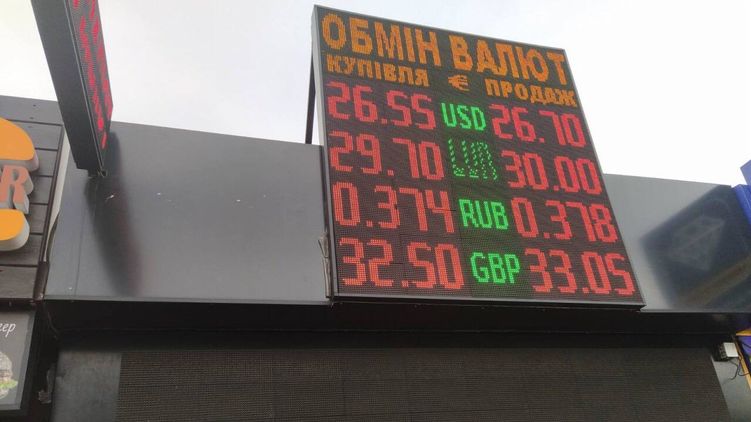 ОБМІН ВАЛЮТ
КУПІВЛЯ € ПРОДАЖ
26.55 USD 26.70
29.70 30.00
0.374 RUB 0.378
32.50 GBP 33.05
R
гер